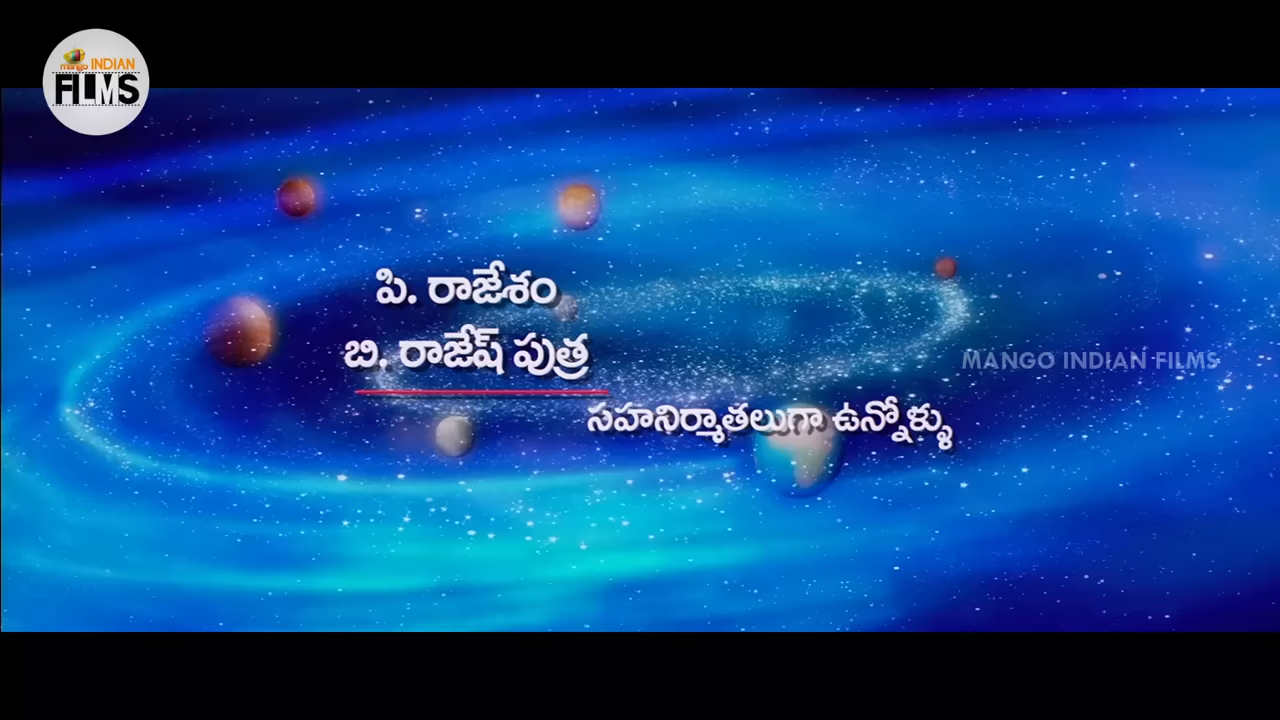 mango INDIAN
FILMS
పి. రాజేశం
బి. రాజేష్ పుత్ర
MANGO INDIAN FILMS
సహనిర్మాతలుగా ఉన్నోళ్ళు